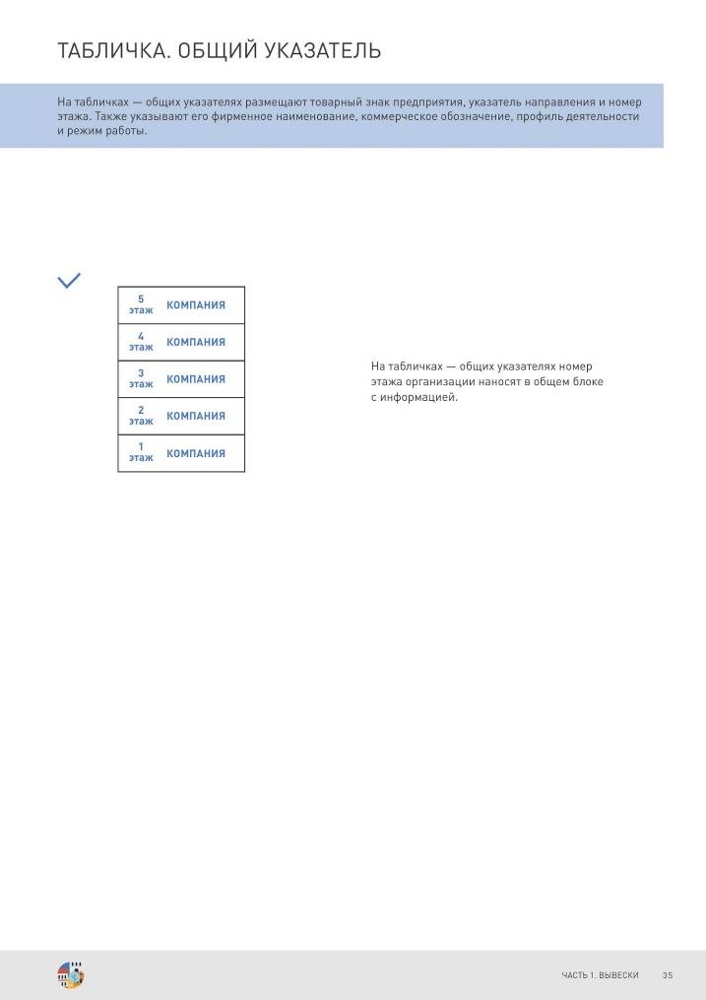 ТАБЛИЧКА. ОБЩИЙ УКАЗАТЕЛЬ
На табличках — общих указателях размещают товарный знак предприятия, указатель направления и номер
этажа. Также указывают его фирменное наименование, коммерческое обозначение, профиль деятельности
и режим работы.
5
этаж КОМПАНИЯ
4
этаж КОМПАНИЯ
3
этаж КОМПАНИЯ
2
этаж КОМПАНИЯ
1
этаж КОМПАНИЯ
На табличках — общих указателях номер
этажа организации наносят в общем блоке
с информацией.
ЧАСТЬ 1. ВЫВЕСКИ 35